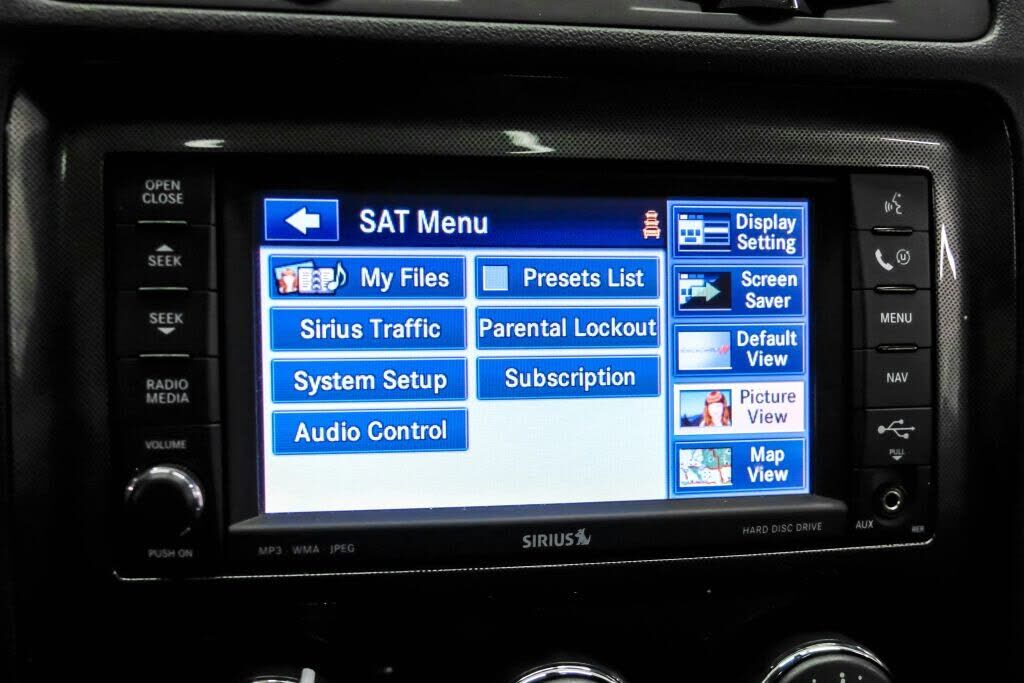 OPEN
CLOSE
SEEK
SEEK
RADIO
MEDIA
VOLUME
PUSH ON
SAT Menu
My Files
Presets List
Sirius Traffic
Parental Lockout
System Setup
Subscription
Audio Control
Display
Setting
Screen
Saver
Default
View
Picture
View
Map
View
MENU
NAV
PULL
AUX
MP3 WMA JPEG
SIRIUS
HARD DISC DRIVE